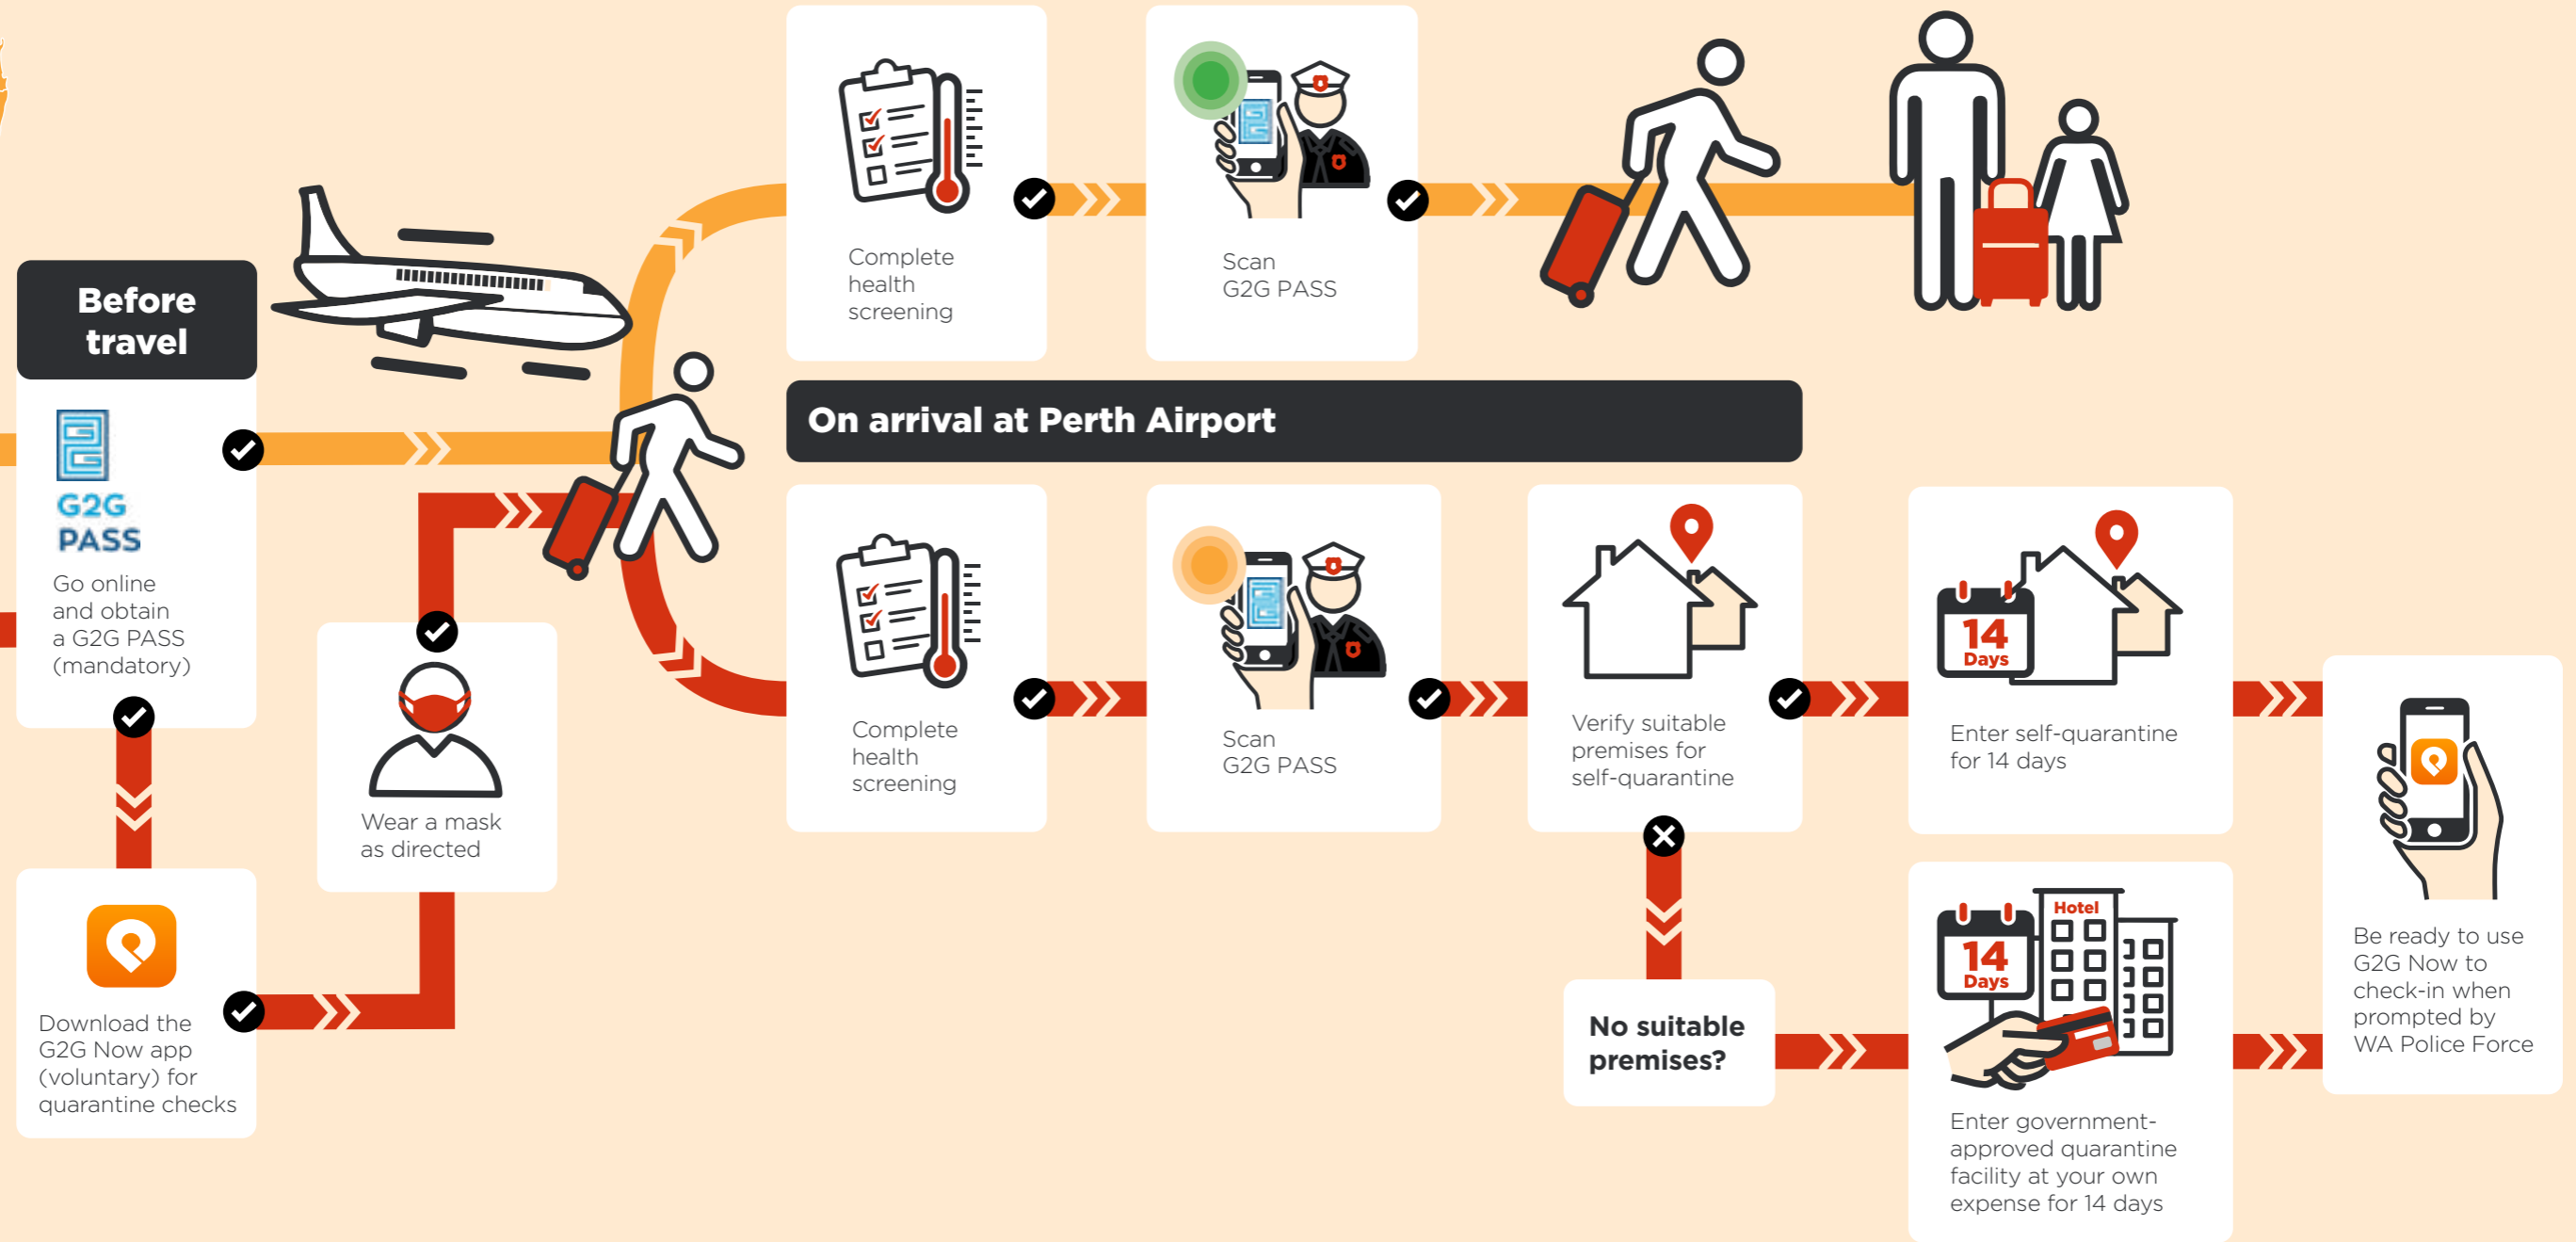 Before
travel
G2G
PASS
Go online
and obtain
a G2G PASS
(mandatory)
Download the
G2G Now app
(voluntary) for
quarantine checks
Wear a mask
as directed
Complete
health
screening
Scan
G2G PASS
On arrival at Perth Airport
Complete
health
screening
Scan
G2G PASS
Verify suitable
premises for
self-quarantine
No suitable
premises?
14
Days
Enter self-quarantine
for 14 days
14
Days
Hotel
Enter government-
approved quarantine
facility at your own
expense for 14 days
Be ready to use
G2G Now to
check-in when
prompted by
WA Police Force